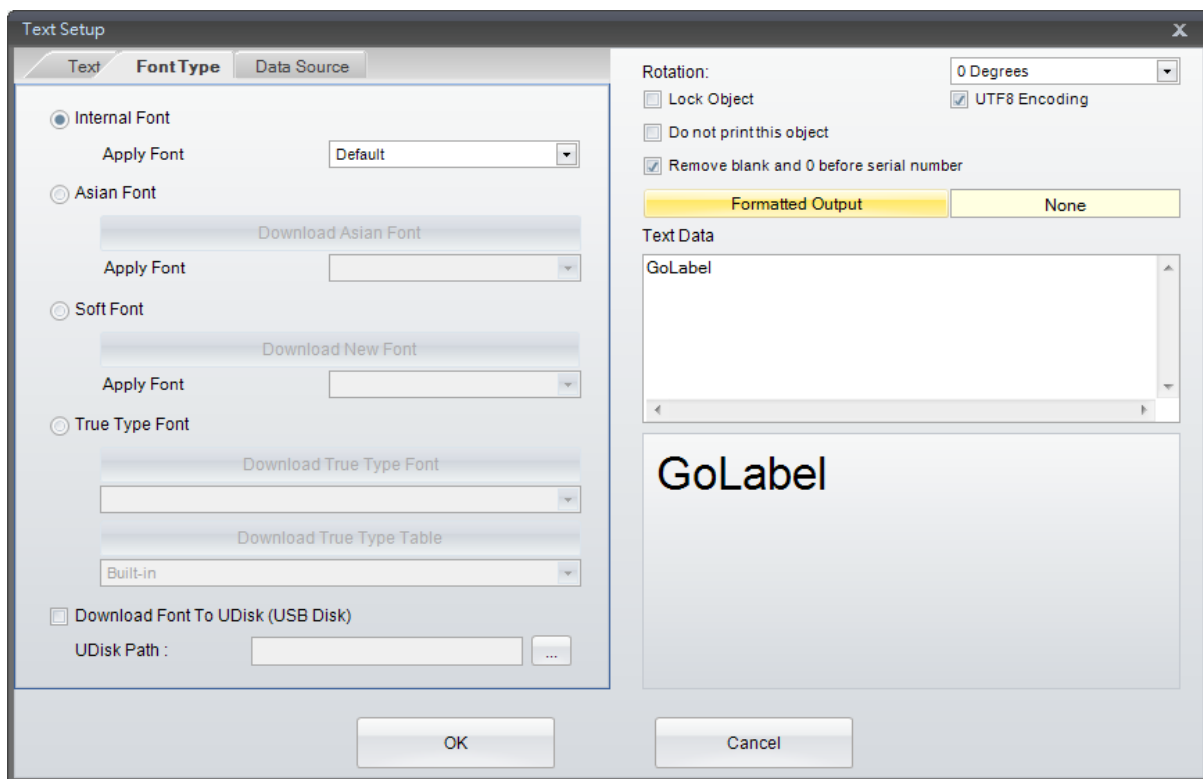 Text Setup
X
Text
Font Type
Data Source
Internal Font
Apply Font
Default
Asian Font
Download Asian Font
Apply Font
Soft Font
Download New Font
Apply Font
True Type Font
Download True Type Font
Download True Type Table
Built-in
Download Font To UDisk (USB Disk)
UDisk Path :
...
Rotation:
0 Degrees
Lock Object
UTF8 Encoding
Do not print this object
Remove blank and 0 before serial number
Formatted Output
None
Text Data
GoLabel
GoLabel
OK
Cancel